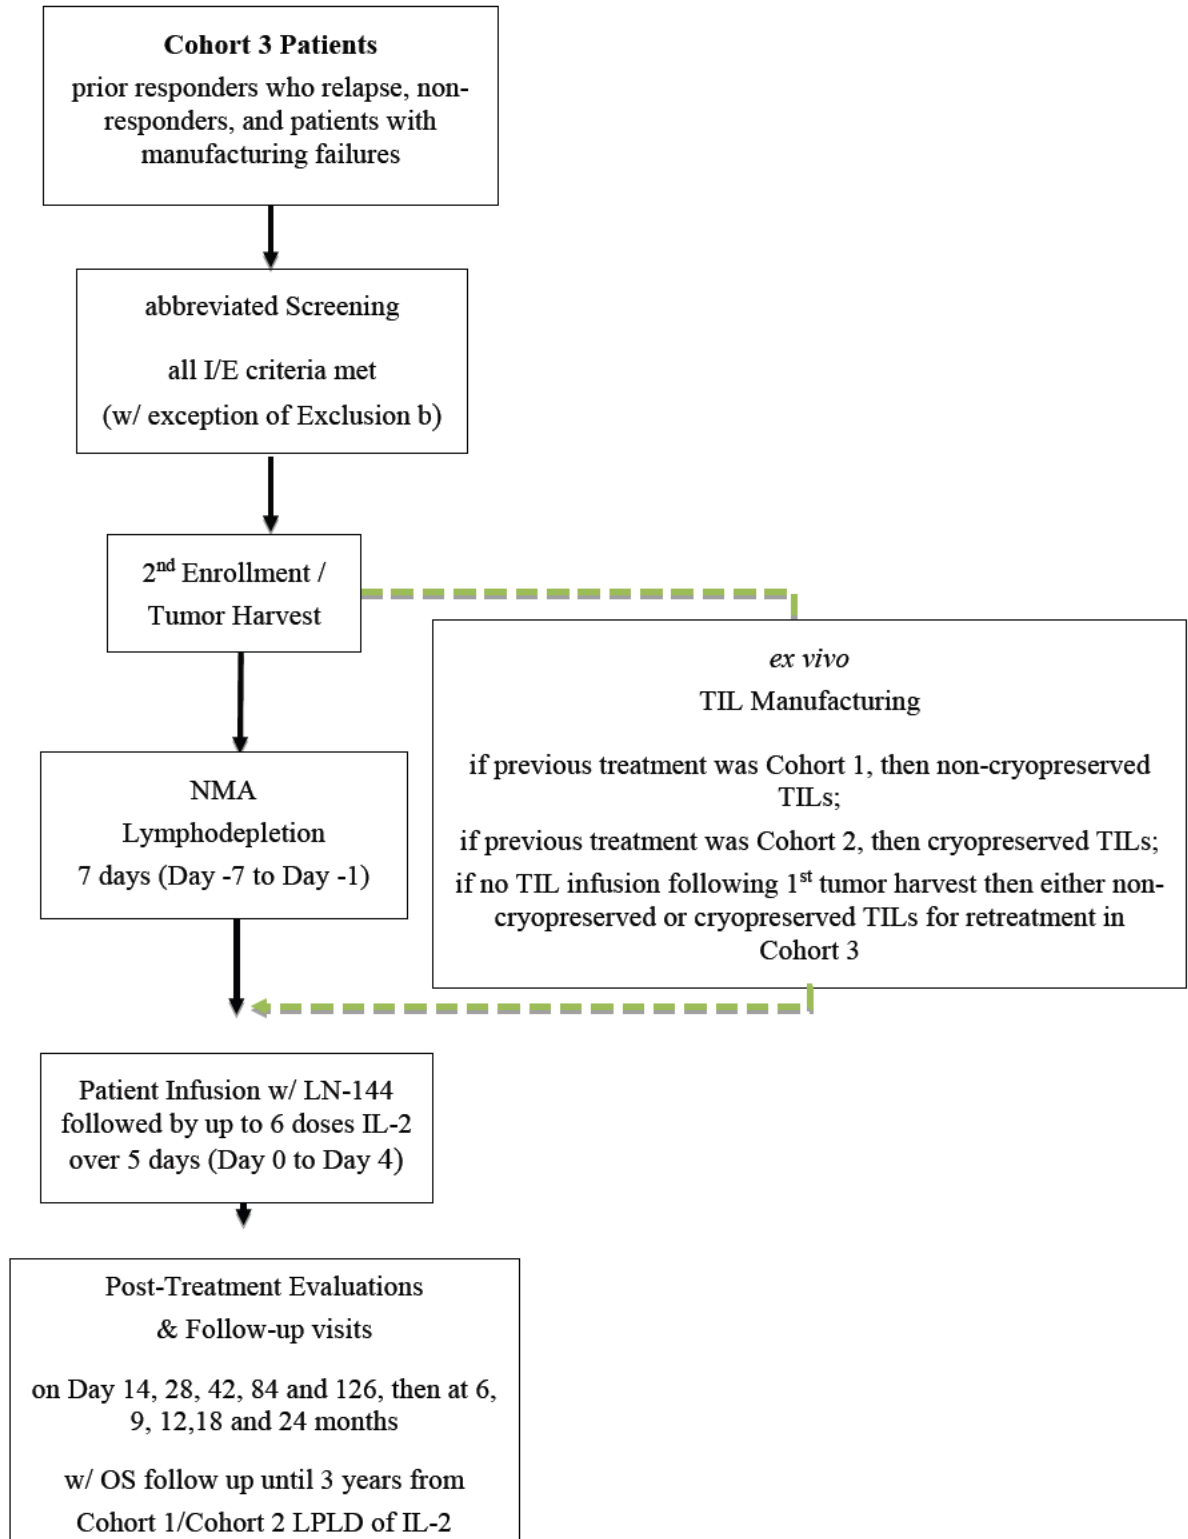 Cohort 3 Patients
prior responders who relapse, non-
responders, and patients with
manufacturing failures
abbreviated Screening
all I/E criteria met
(w/ exception of Exclusion b)
2nd Enrollment /
Tumor Harvest
ex vivo
TIL Manufacturing
if previous treatment was Cohort 1, then non-cryopreserved
TILs;
if previous treatment was Cohort 2, then cryopreserved TILs;
if no TIL infusion following 1st tumor harvest then either non-
cryopreserved or cryopreserved TILs for retreatment in
Cohort 3
NMA
Lymphodepletion
7 days (Day -7 to Day -1)
Patient Infusion w/ LN-144
followed by up to 6 doses IL-2
over 5 days (Day 0 to Day 4)
Post-Treatment Evaluations
& Follow-up visits
on Day 14, 28, 42, 84 and 126, then at 6,
9, 12,18 and 24 months
w/ OS follow up until 3 years from
Cohort 1/Cohort 2 LPLD of IL-2